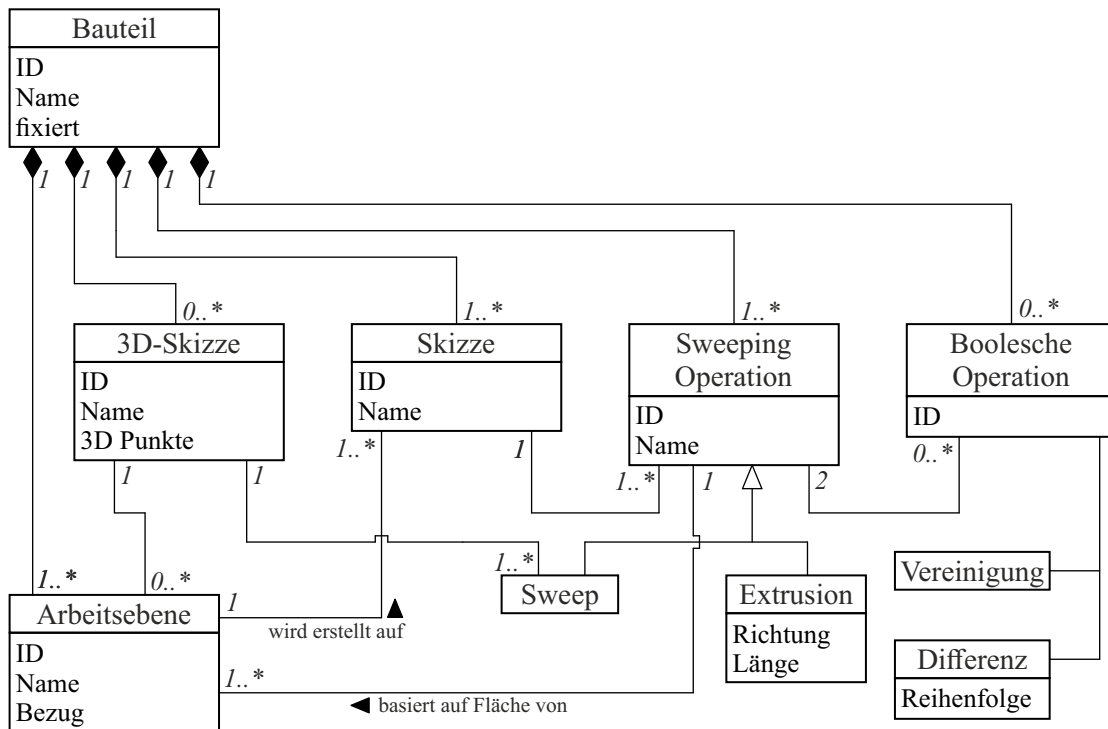 Bauteil
ID
Name
fixiert
1 1 1 1 1
0..*
1..*
1..*
0..*
3D-Skizze
ID
Name
3D Punkte
Skizze
ID
Name
Sweeping
Operation
ID
Name
Boolesche
Operation
ID
1
1
1..*
1
1..*
1
2
0..*
1..*
0..*
1..*
Sweep
Extrusion
Richtung
Länge
Vereinigung
Differenz
Reihenfolge
Arbeitsebene
ID
Name
Bezug
1
wird erstellt auf
1..*
basiert auf Fläche von